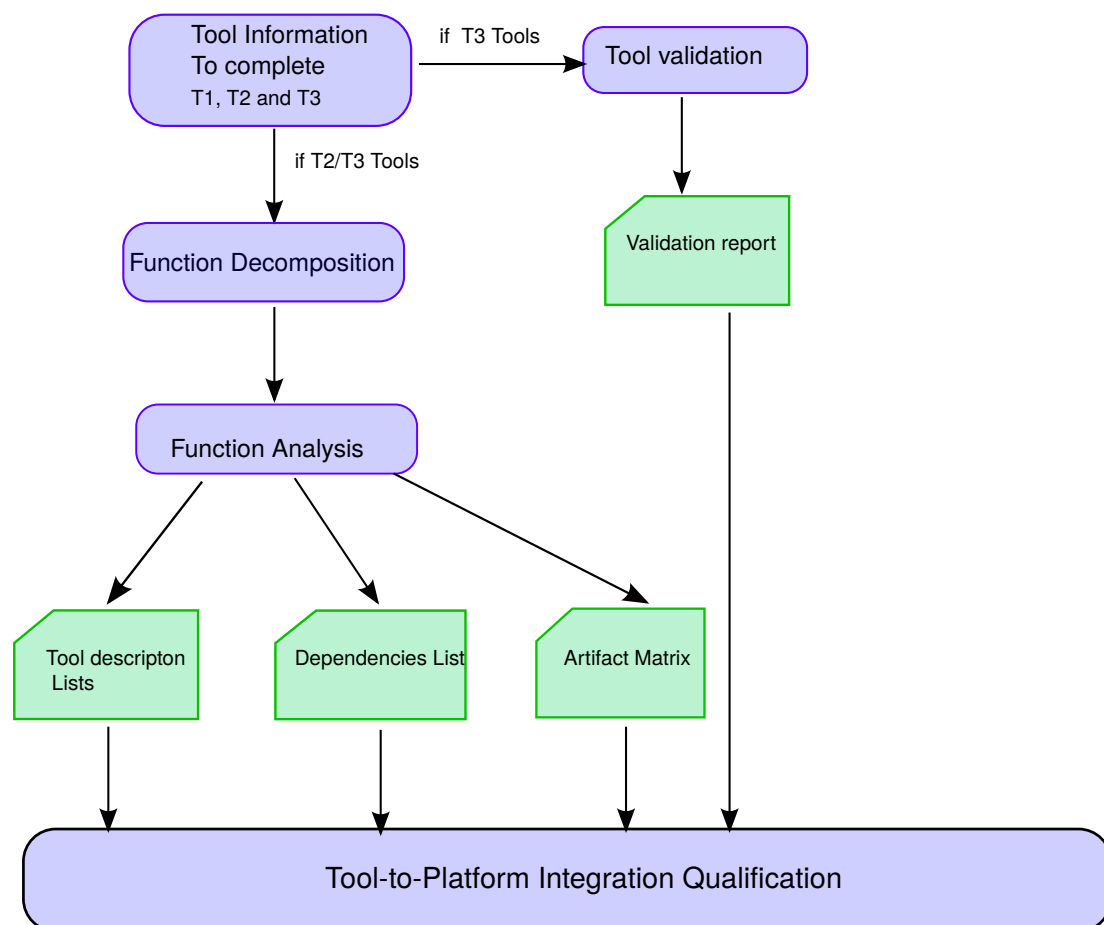 Tool Information
To complete
T1, T2 and T3
if  T3 Tools
Tool validation
if T2/T3 Tools
Validation report
Function Decomposition
Function Analysis
Tool descripton
Lists
Dependencies List
Artifact Matrix
Tool-to-Platform Integration Qualification